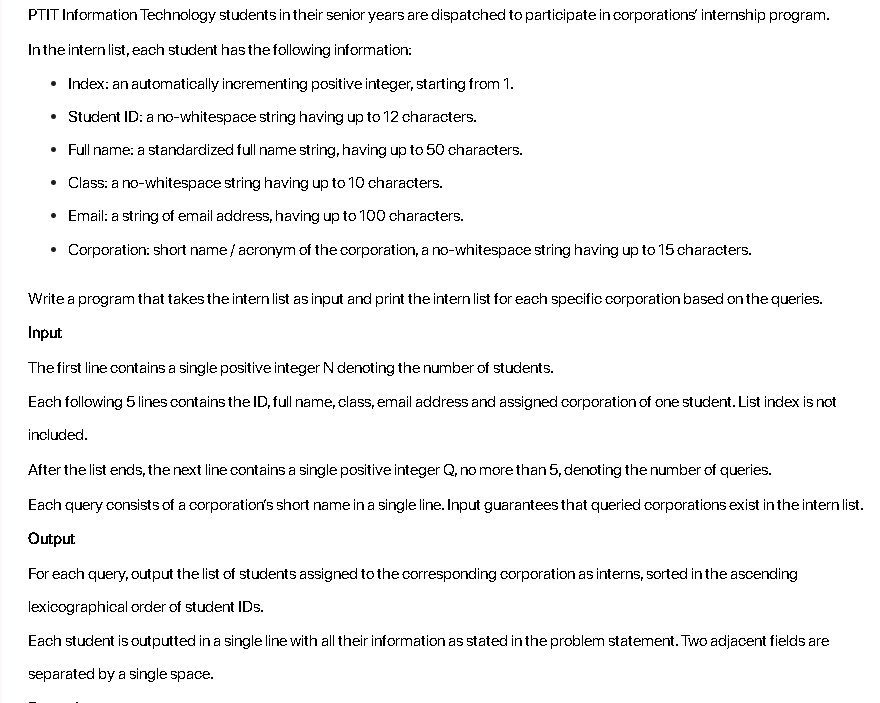 PTIT Information Technology students in their senior years are dispatched to participate in corporations' internship program.
In the intern list, each student has the following information:
• Index: an automatically incrementing positive integer, starting from 1.
• Student ID: a no-whitespace string having up to 12 characters.
• Full name: a standardized full name string, having up to 50 characters.
• Class: a no-whitespace string having up to 10 characters.
• Email: a string of email address, having up to 100 characters.
• Corporation: short name / acronym of the corporation, a no-whitespace string having up to 15 characters.
Write a program that takes the intern list as input and print the intern list for each specific corporation based on the queries.
Input
The first line contains a single positive integer N denoting the number of students.
Each following 5 lines contains the ID, full name, class, email address and assigned corporation of one student. List index is not
included.
After the list ends, the next line contains a single positive integer Q, no more than 5, denoting the number of queries.
Each query consists of a corporation's short name in a single line. Input guarantees that queried corporations exist in the intern list.
Output
For each query, output the list of students assigned to the corresponding corporation as interns, sorted in the ascending
lexicographical order of student IDs.
Each student is outputted in a single line with all their information as stated in the problem statement. Two adjacent fields are
separated by a single space.